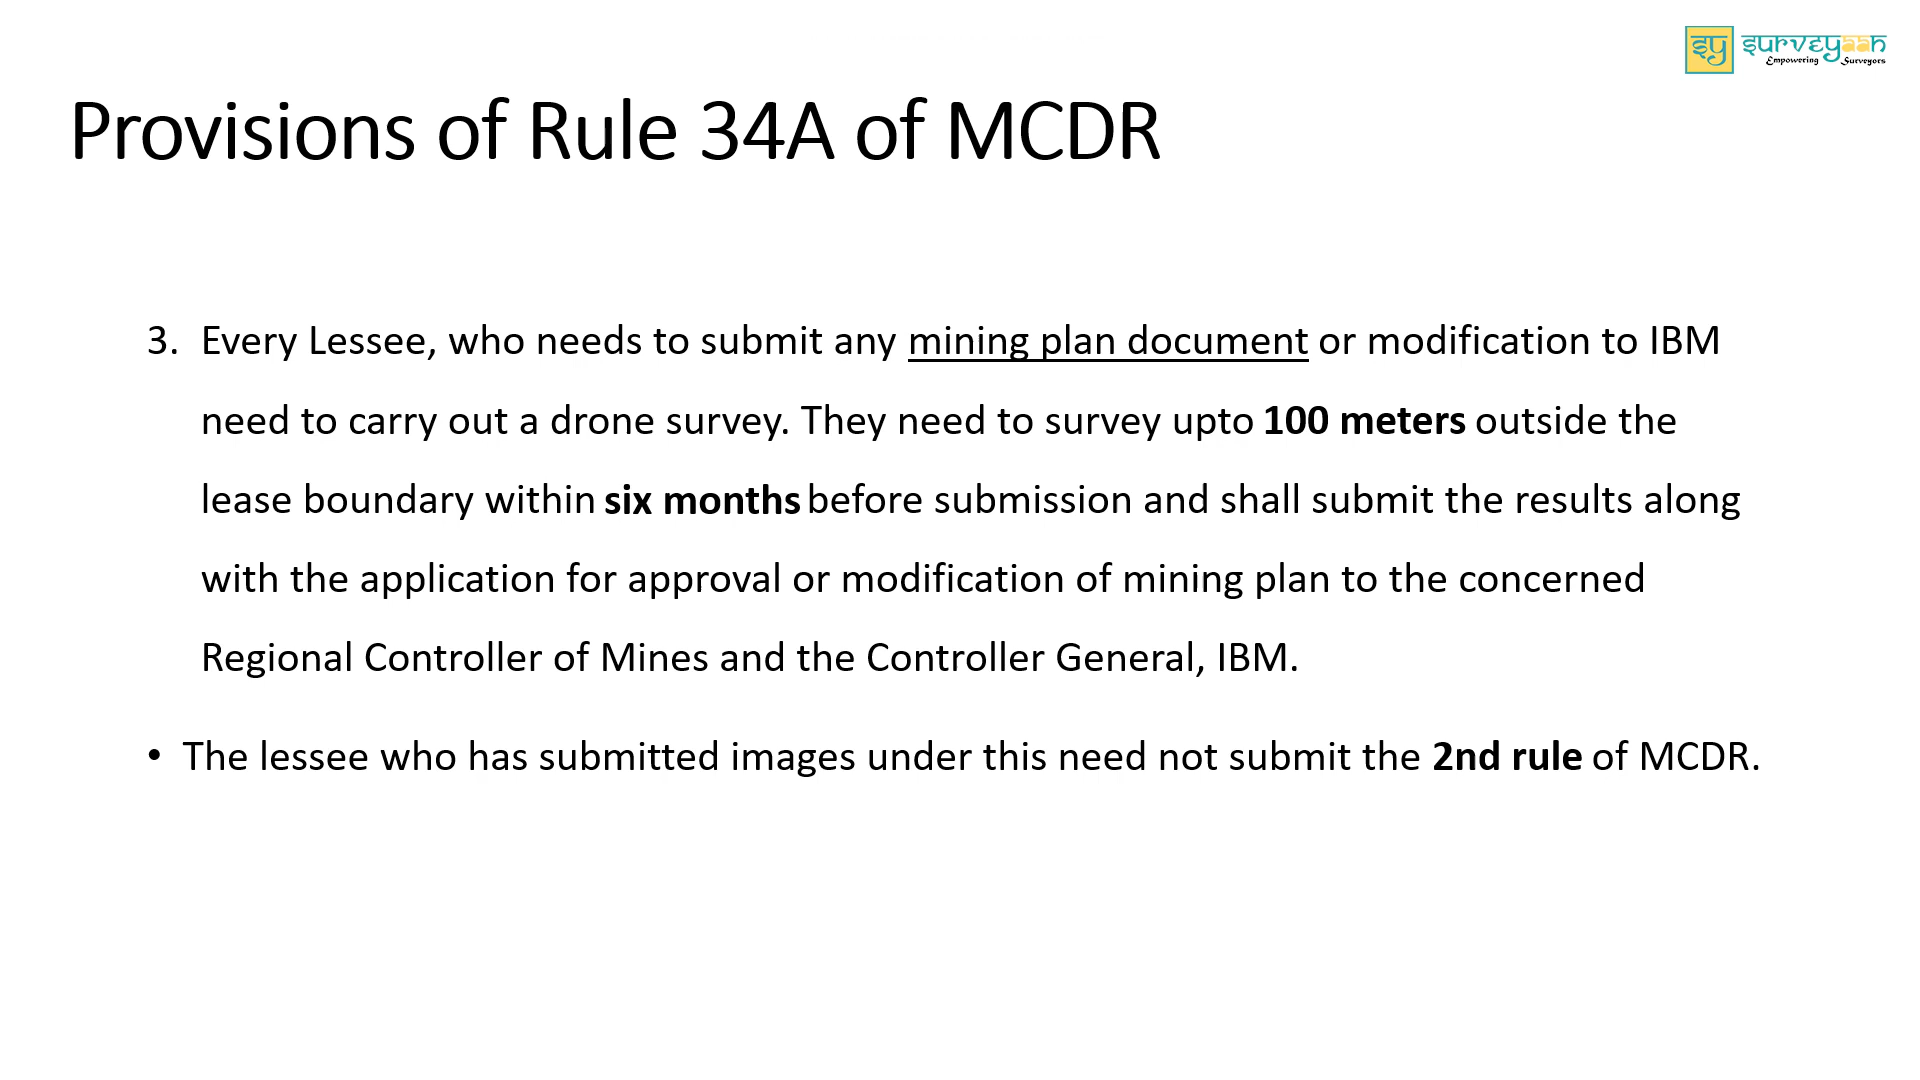 sy surveyaan
Empowering Surveyors
Provisions of Rule 34A of MCDR
3. Every Lessee, who needs to submit any mining plan document or modification to IBM
need to carry out a drone survey. They need to survey upto 100 meters outside the
lease boundary within six months before submission and shall submit the results along
with the application for approval or modification of mining plan to the concerned
Regional Controller of Mines and the Controller General, IBM.
• The lessee who has submitted images under this need not submit the 2nd rule of MCDR.